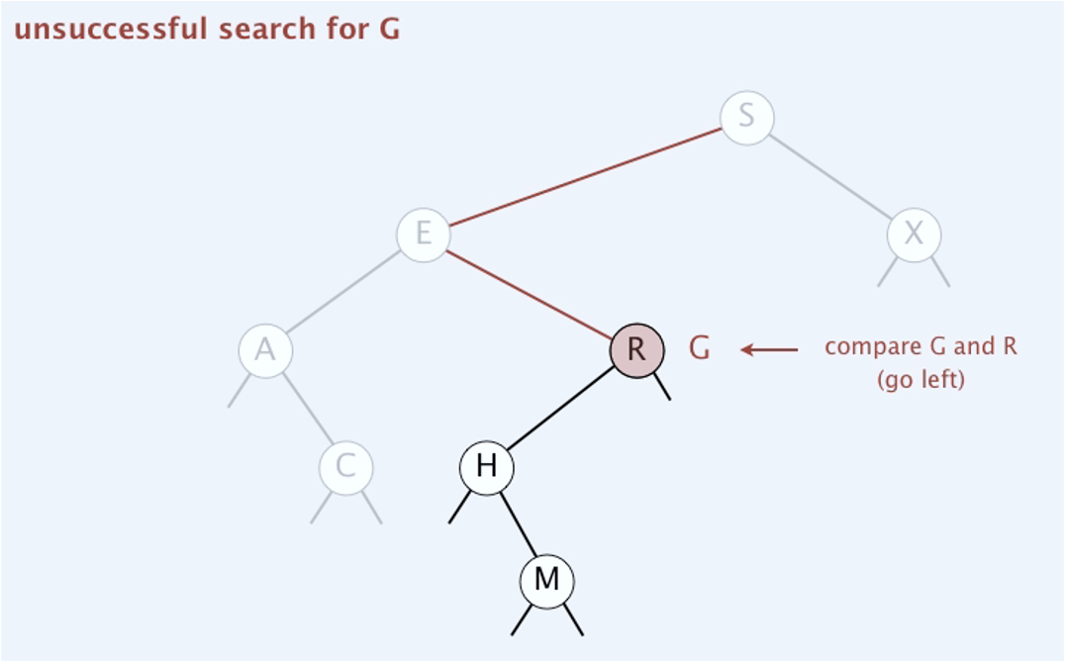 unsuccessful search for G
S
E
X
A
R G compare G and R
(go left)
C
H
M